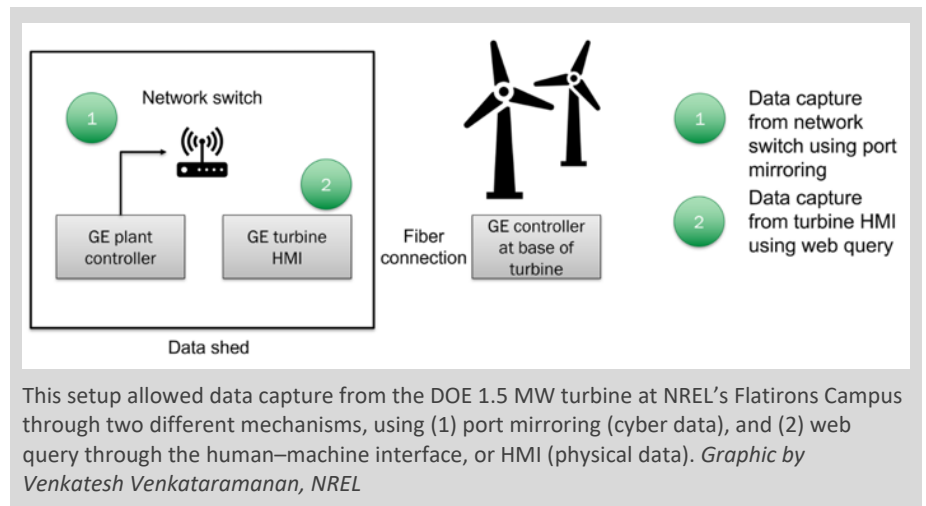 1
Network switch
2
GE plant
controller
GE turbine
HMI
Data shed
Fiber
connection
GE controller
at base of
turbine
1
Data capture
from network
switch using port
mirroring
2
Data capture
from turbine HMI
using web query
This setup allowed data capture from the DOE 1.5 MW turbine at NREL’s Flatirons Campus
through two different mechanisms, using (1) port mirroring (cyber data), and (2) web
query through the human–machine interface, or HMI (physical data). Graphic by
Venkatesh Venkataramanan, NREL